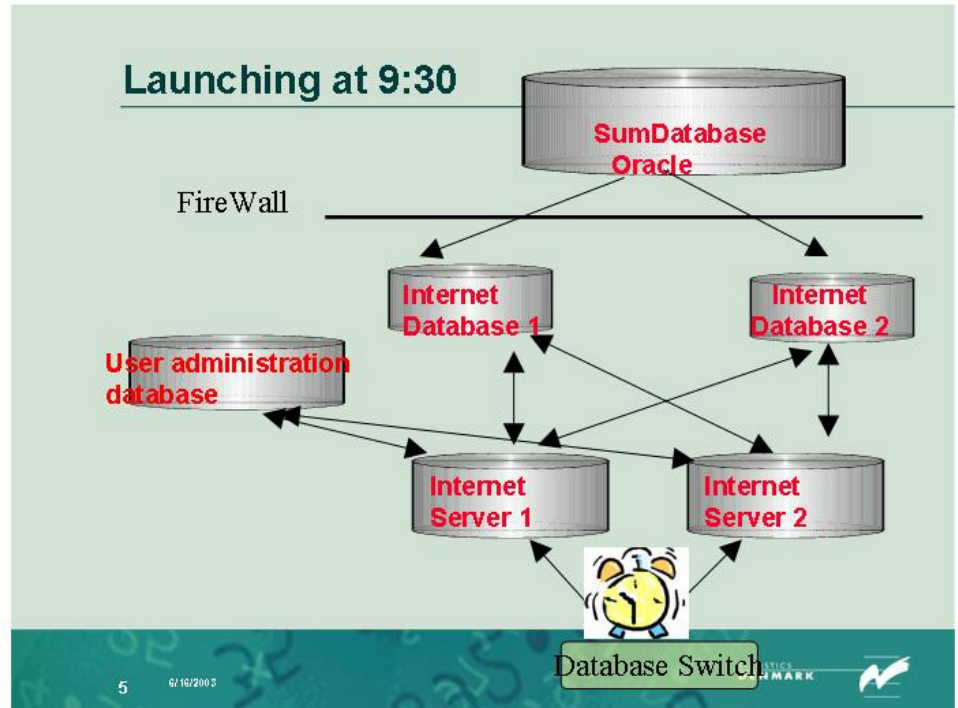 Launching at 9:30
SumDatabase
Oracle
FireWall
Internet
Database 1
Internet
Database 2
User administration
database
Internet
Server 1
Internet
Server 2
Database Switch
MARK
5
6/16/2003